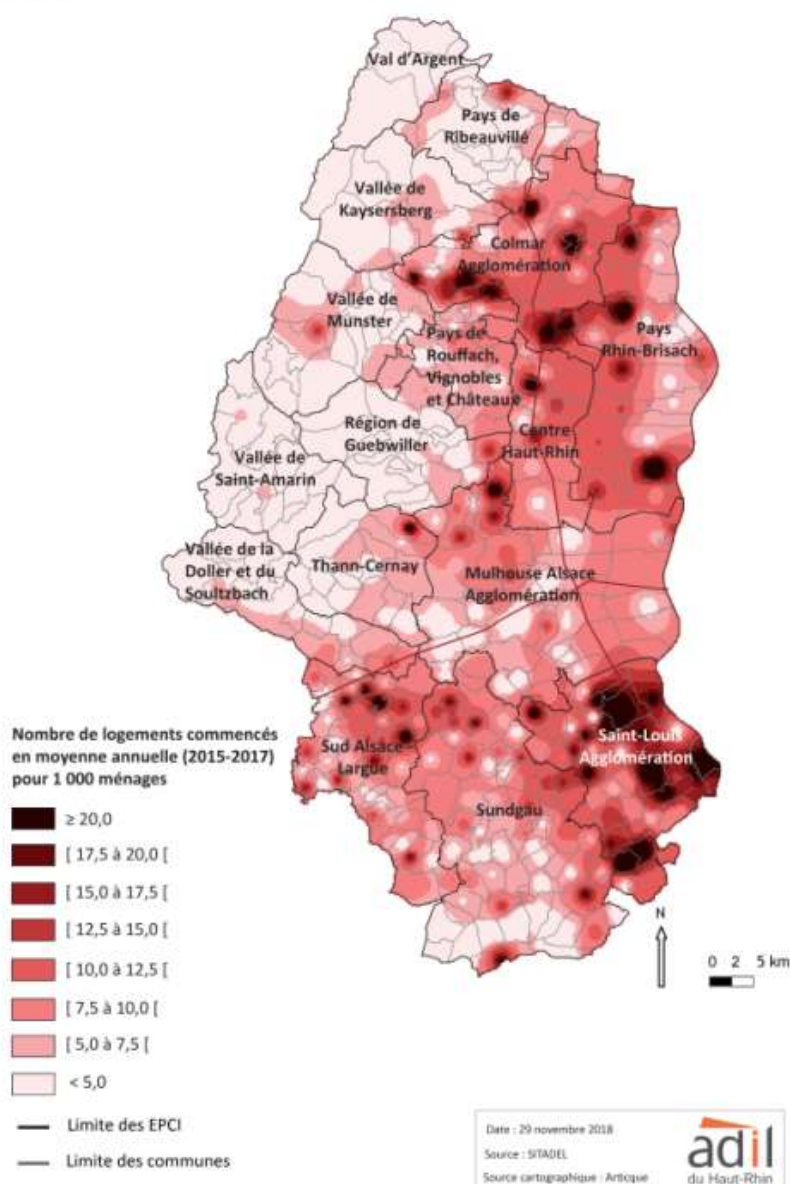 Val d'Argent
Pays de
Ribeauvillé
Vallée de
Kaysersberg
Colmar
Agglomération
Vallée de
Munster
Pays de
Rouffach,
Vignobles
et Châteaux
Pays
Rhin-Brisach
Région de
Guebwiller
Centre
Haut-Rhin
Vallée de
Saint-Amarin
Vallée de la
Doller et du
Soultzbach
Thann-Cernay
Mulhouse Alsace
Agglomération
Saint-Louis
Agglomération
Sud Alsace
Largue
Sundgau
Nombre de logements commencés
en moyenne annuelle (2015-2017)
pour 1 000 ménages
≥ 20,0
[ 17,5 à 20,0 [
[ 15,0 à 17,5 [
[ 12,5 à 15,0 [
[ 10,0 à 12,5 [
[ 7,5 à 10,0 [
[ 5,0 à 7,5 [
< 5,0
Limite des EPCI
Limite des communes
N
0 2 5 km
Date : 29 novembre 2018
Source : SITADEL
Source cartographique : Articque
adil
du Haut-Rhin